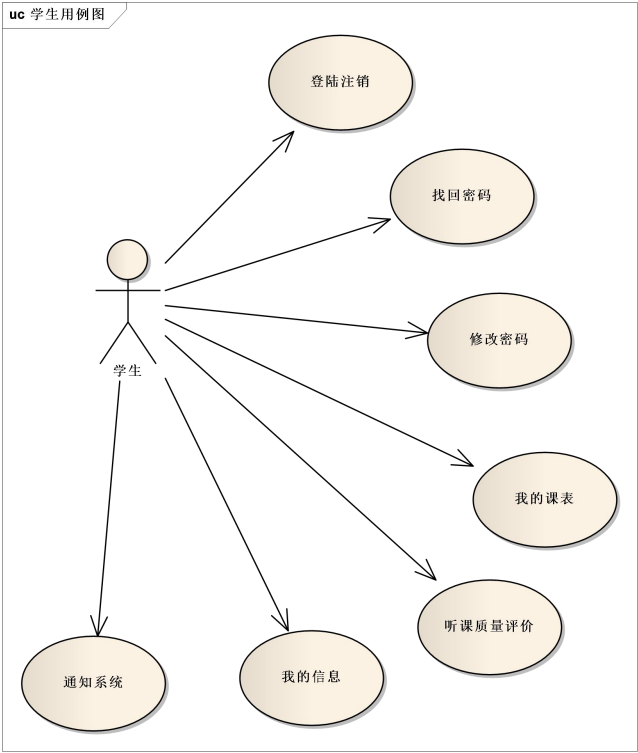 uc 学生用例图
登陆注销
找回密码
修改密码
学生
我的课表
听课质量评价
我的信息
通知系统